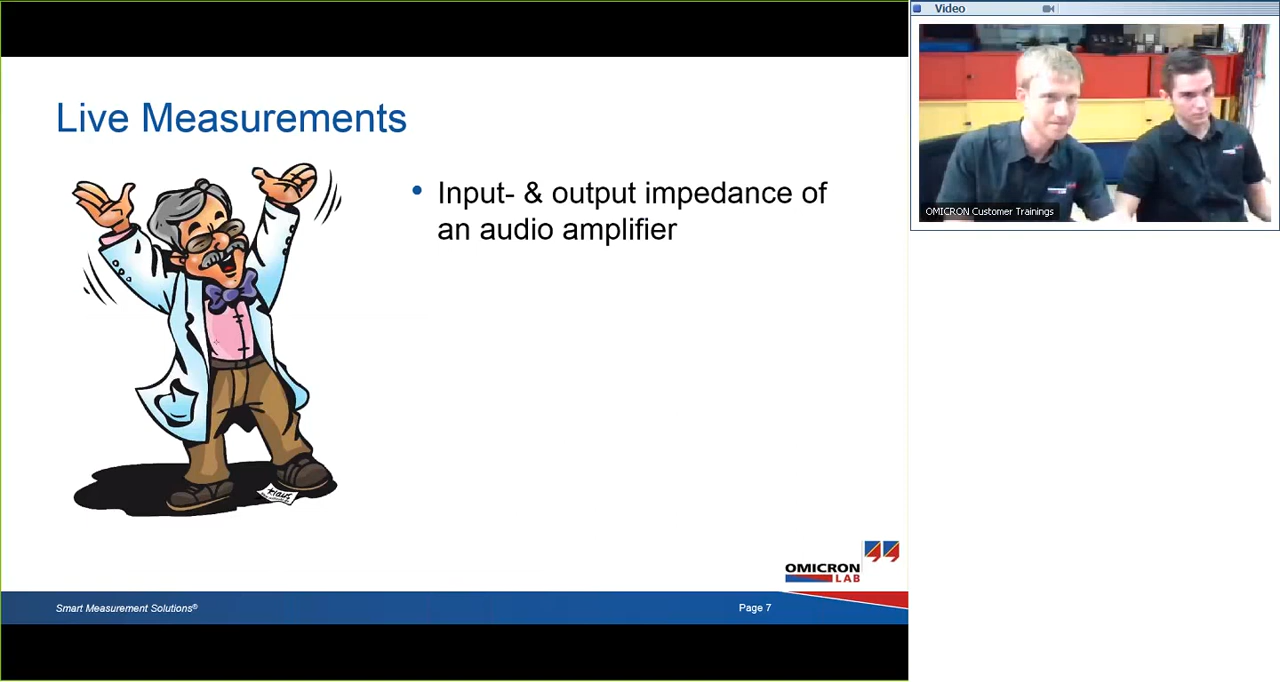 Live Measurements
• Input- & output impedance of
an audio amplifier
OMICRON
LAB
Smart Measurement Solutions®
Page 7
Video
OMICRON Customer Trainings